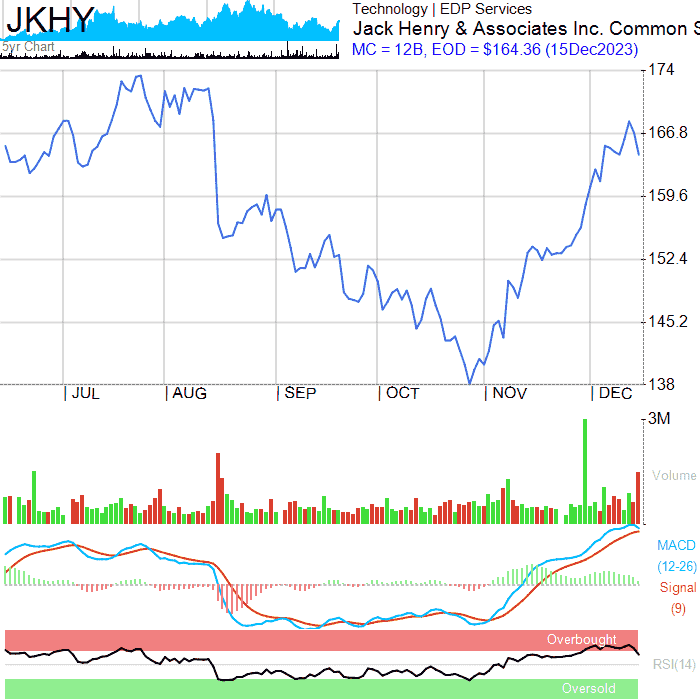 JKHY
5yr Chart
Technology | EDP Services
Jack Henry & Associates Inc. Common S
MC = 12B, EOD = $164.36 (15Dec2023)
174
166.8
159.6
152.4
145.2
138
| JUL | AUG | SEP | OCT | NOV | DEC
3M
Volume
MACD
(12-26)
Signal
(9)
Overbought
RSI(14)
Oversold